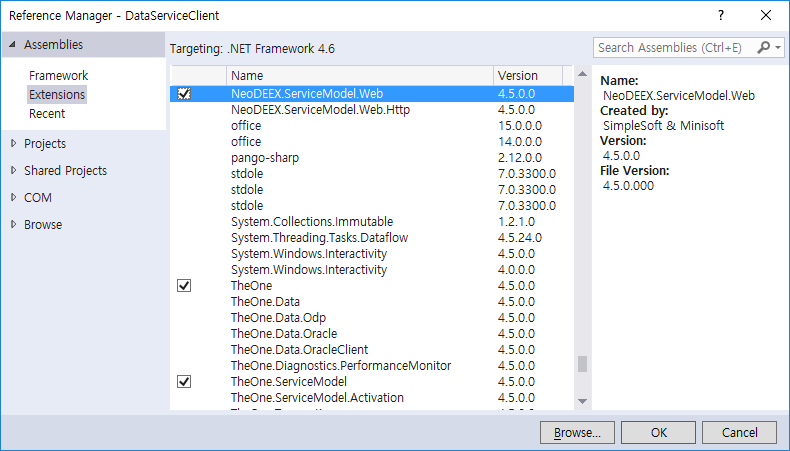 Reference Manager - DataServiceClient
Assemblies
Framework
Extensions
Recent
Projects
Shared Projects
COM
Browse
Targeting: .NET Framework 4.6
Search Assemblies (Ctrl+E)
Name Version
NeoDEEX.ServiceModel.Web 4.5.0.0
NeoDEEX.ServiceModel.Web.Http 4.5.0.0
office 15.0.0.0
office 14.0.0.0
pango-sharp 2.12.0.0
stdole 7.0.3300.0
stdole 7.0.3300.0
stdole 7.0.3300.0
System.Collections.Immutable 1.2.1.0
System.Threading.Tasks.Dataflow 4.5.24.0
System.Windows.Interactivity 4.5.0.0
System.Windows.Interactivity 4.0.0.0
TheOne 4.5.0.0
TheOne.Data 4.5.0.0
TheOne.Data.Odp 4.5.0.0
TheOne.Data.Oracle 4.5.0.0
TheOne.Data.OracleClient 4.5.0.0
TheOne.Diagnostics.PerformanceMonitor 4.5.0.0
TheOne.ServiceModel 4.5.0.0
TheOne.ServiceModel.Activation 4.5.0.0
Name:
NeoDEEX.ServiceModel.Web
Created by:
SimpleSoft & Minisoft
Version:
4.5.0.0
File Version:
4.5.0.000
Browse...
OK
Cancel